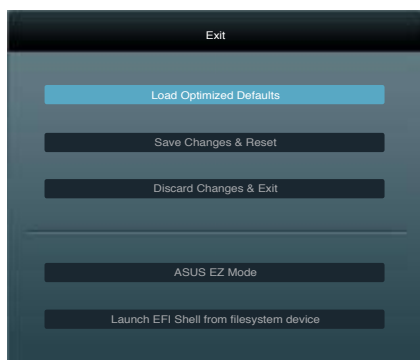 Exit
Load Optimized Defaults
Save Changes & Reset
Discard Changes & Exit
ASUS EZ Mode
Launch EFI Shell from filesystem device